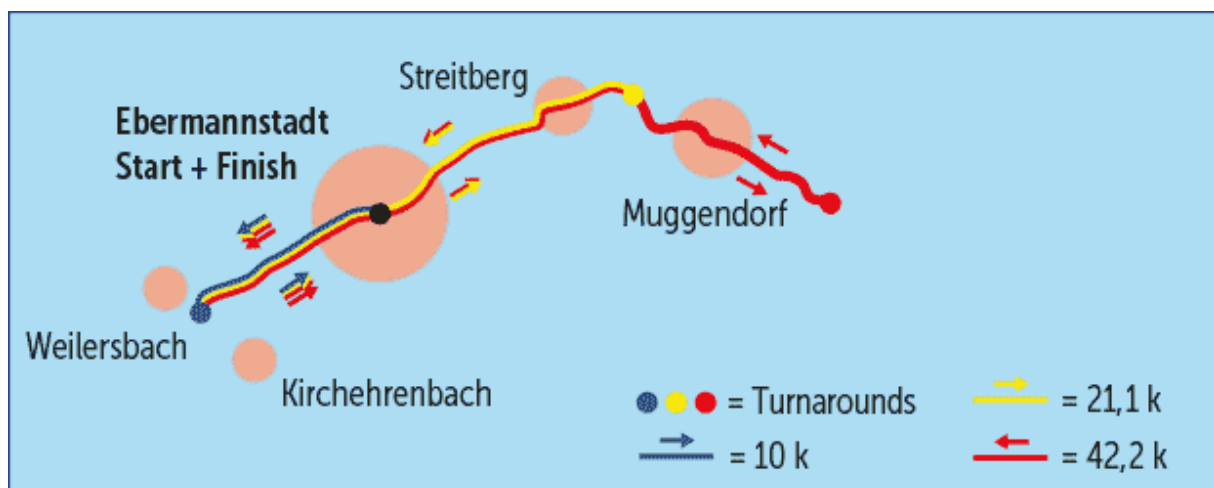 Streitberg
Ebermannstadt
Start + Finish
Muggendorf
Weilersbach
Kirchehrenbach
= Turnarounds
= 21,1 k
= 10 k
= 42,2 k